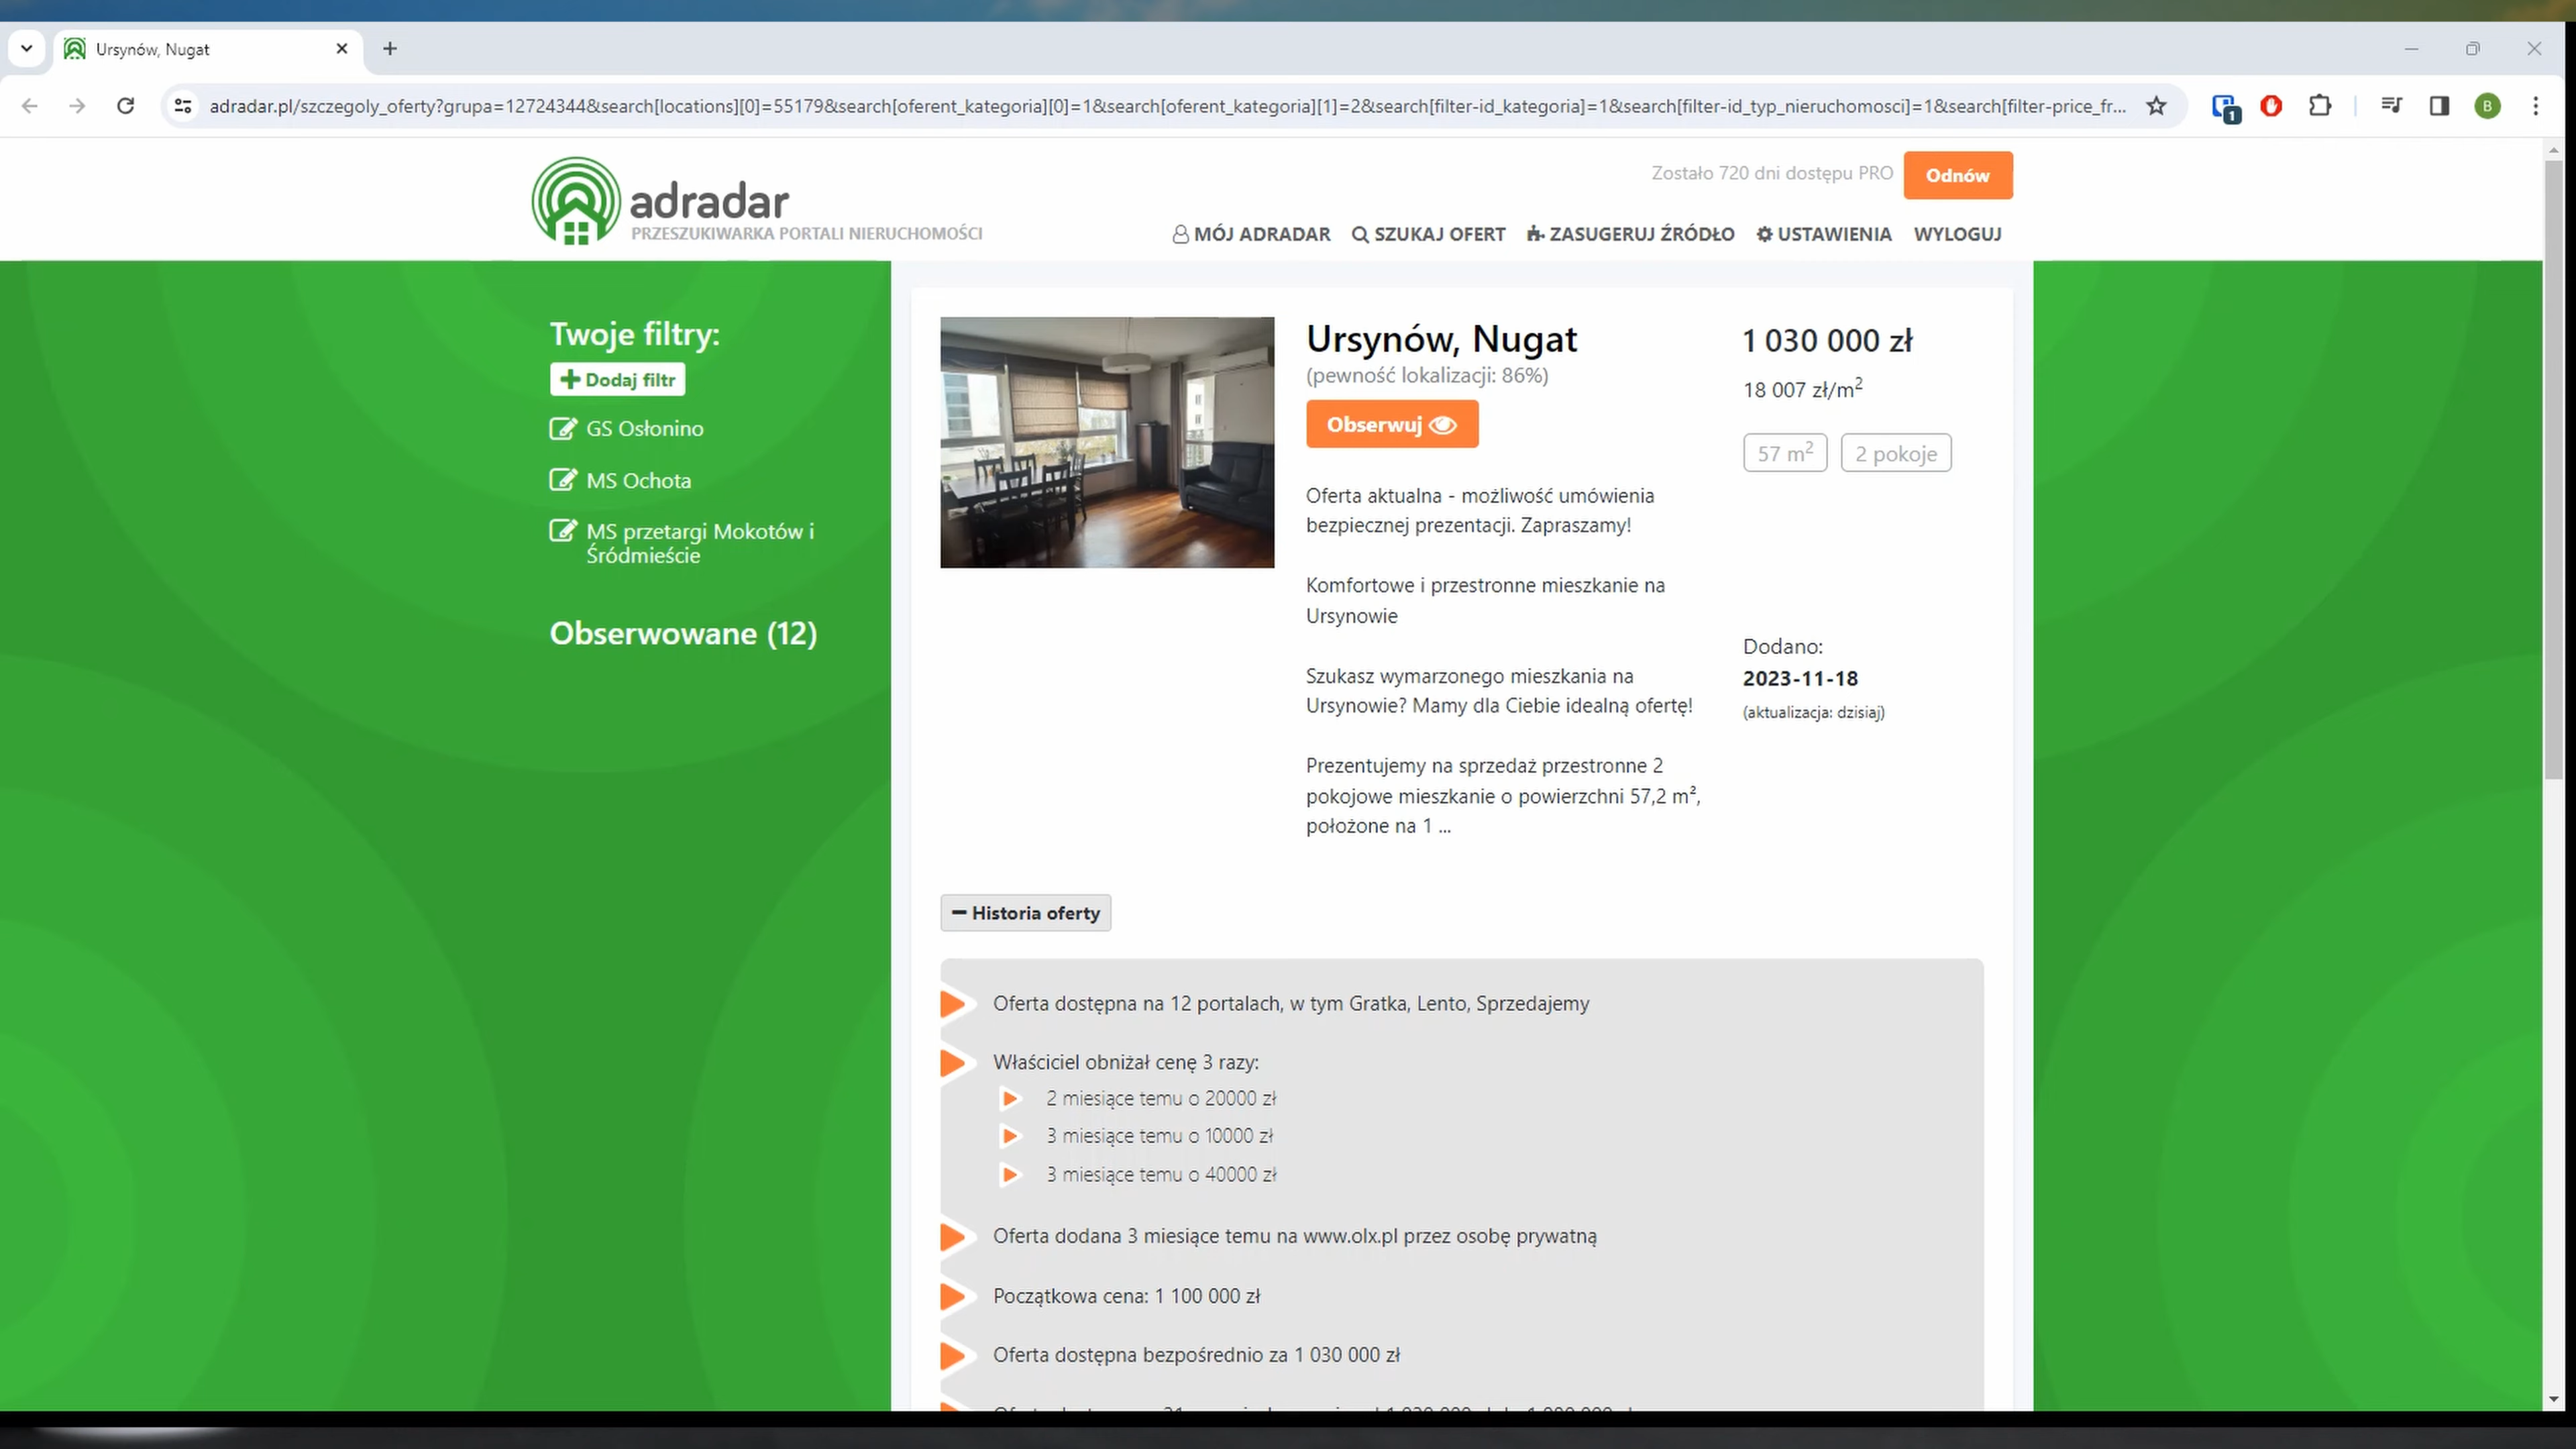 Ursynów, Nugat
adradar.pl/szczegoly_oferty?grupa=12724344&search[locations][0]=55179&search[oferent_kategoria][0]=1&search[oferent_kategoria][1]=2&search[filter-id_kategoria]=1&search[filter-id_typ_nieruchomosci]=1&search[filter-price_fr...
1
B
Zostało 720 dni dostępu PRO
Odnów
adradar
PRZESZUKIWARKA PORTALI NIERUCHOMOŚCI
MÓJ ADRADAR SZUKAJ OFERT ZASUGERUJ ŹRÓDŁO USTAWIENIA WYLOGUJ
Twoje filtry:
Dodaj filtr
GS Osłonino
MS Ochota
MS przetargi Mokotów i
Śródmieście
Obserwowane (12)
Ursynów, Nugat
(pewność lokalizacji: 86%)
Obserwuj
1 030 000 zł
18 007 zł/m²
57 m²
2 pokoje
Oferta aktualna - możliwość umówienia
bezpiecznej prezentacji. Zapraszamy!
Komfortowe i przestronne mieszkanie na
Ursynowie
Szukasz wymarzonego mieszkania na
Ursynowie? Mamy dla Ciebie idealną ofertę!
Prezentujemy na sprzedaż przestronne 2
pokojowe mieszkanie o powierzchni 57,2 m²,
położone na 1 ...
Dodano:
2023-11-18
(aktualizacja: dzisiaj)
Historia oferty
Oferta dostępna na 12 portalach, w tym Gratka, Lento, Sprzedajemy
Właściciel obniżał cenę 3 razy:
2 miesiące temu o 20000 zł
3 miesiące temu o 10000 zł
3 miesiące temu o 40000 zł
Oferta dodana 3 miesiące temu na www.olx.pl przez osobę prywatną
Początkowa cena: 1 100 000 zł
Oferta dostępna bezpośrednio za 1 030 000 zł